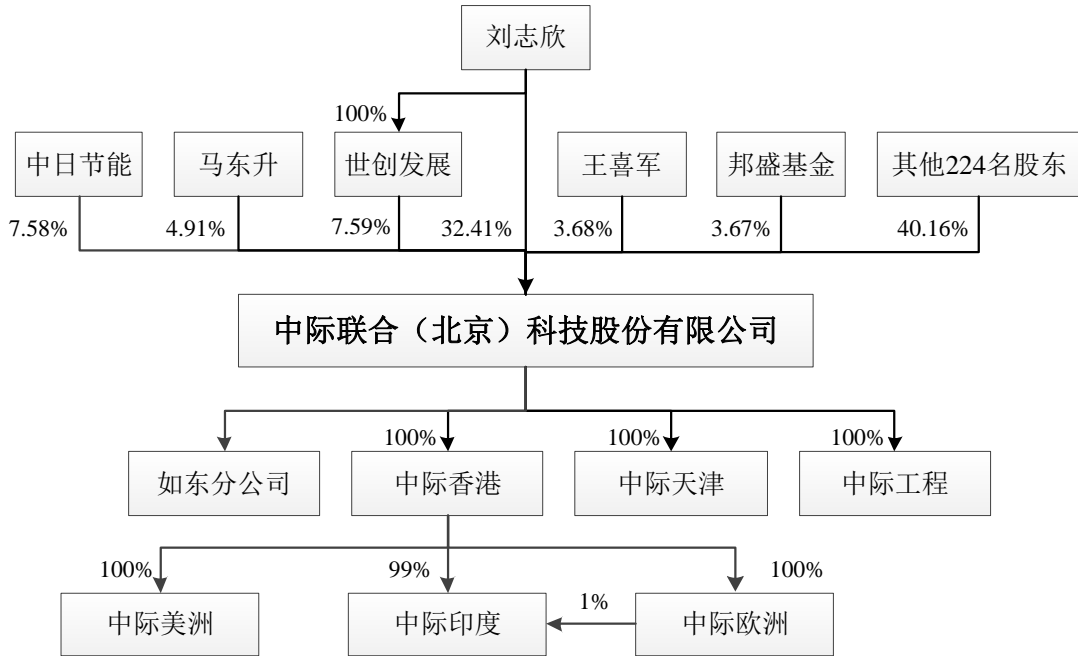 刘志欣
100%
中日节能
马东升
世创发展
王喜军
邦盛基金
其他224名股东
7.58%
4.91%
7.59%
32.41%
3.68%
3.67%
40.16%
中际联合（北京）科技股份有限公司
100%
100%
100%
如东分公司
中际香港
中际天津
中际工程
100%
99%
100%
中际美洲
中际印度
1%
中际欧洲